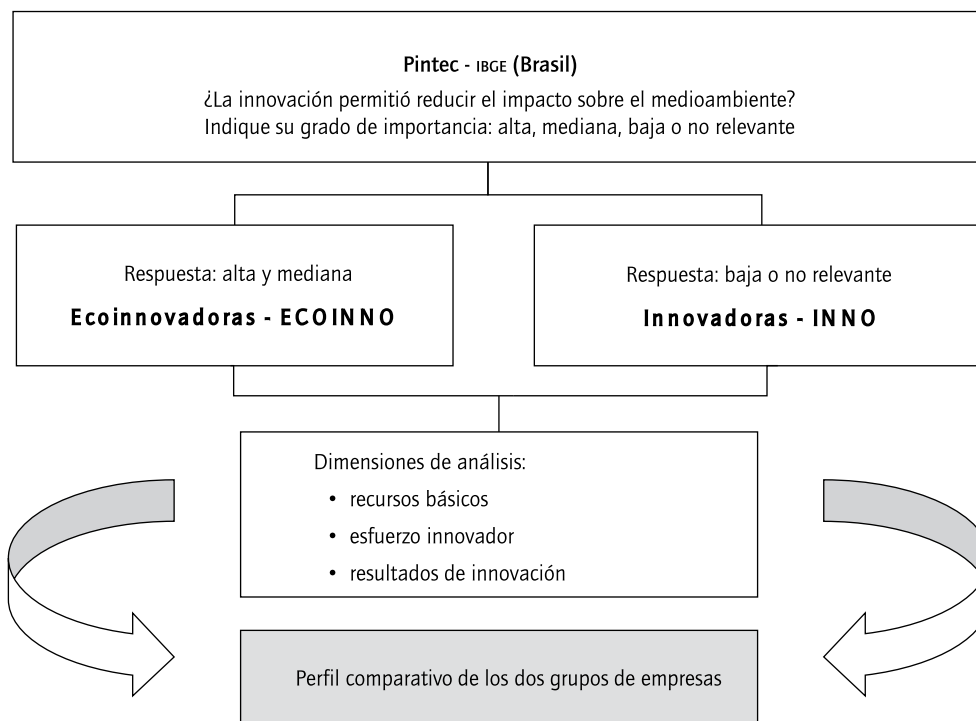 Pintec - IBGE (Brasil)
¿La innovación permitió reducir el impacto sobre el medioambiente?
Indique su grado de importancia: alta, mediana, baja o no relevante
Respuesta: alta y mediana
Ecoinnovadoras - ECOINNO
Respuesta: baja o no relevante
Innovadoras - INNO
Dimensiones de análisis:
• recursos básicos
• esfuerzo innovador
• resultados de innovación
Perfil comparativo de los dos grupos de empresas